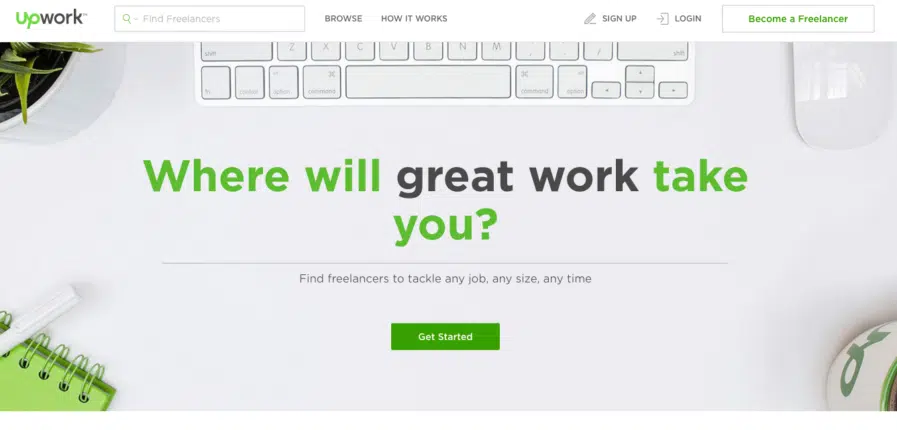 upwork™
Find Freelancers
BROWSE
HOW IT WORKS
SIGN UP
LOGIN
Become a Freelancer
Z X C V B N M
shift
shift
fn
control
option
command
command
option
Where will great work take
you?
Find freelancers to tackle any job, any size, any time
Get Started